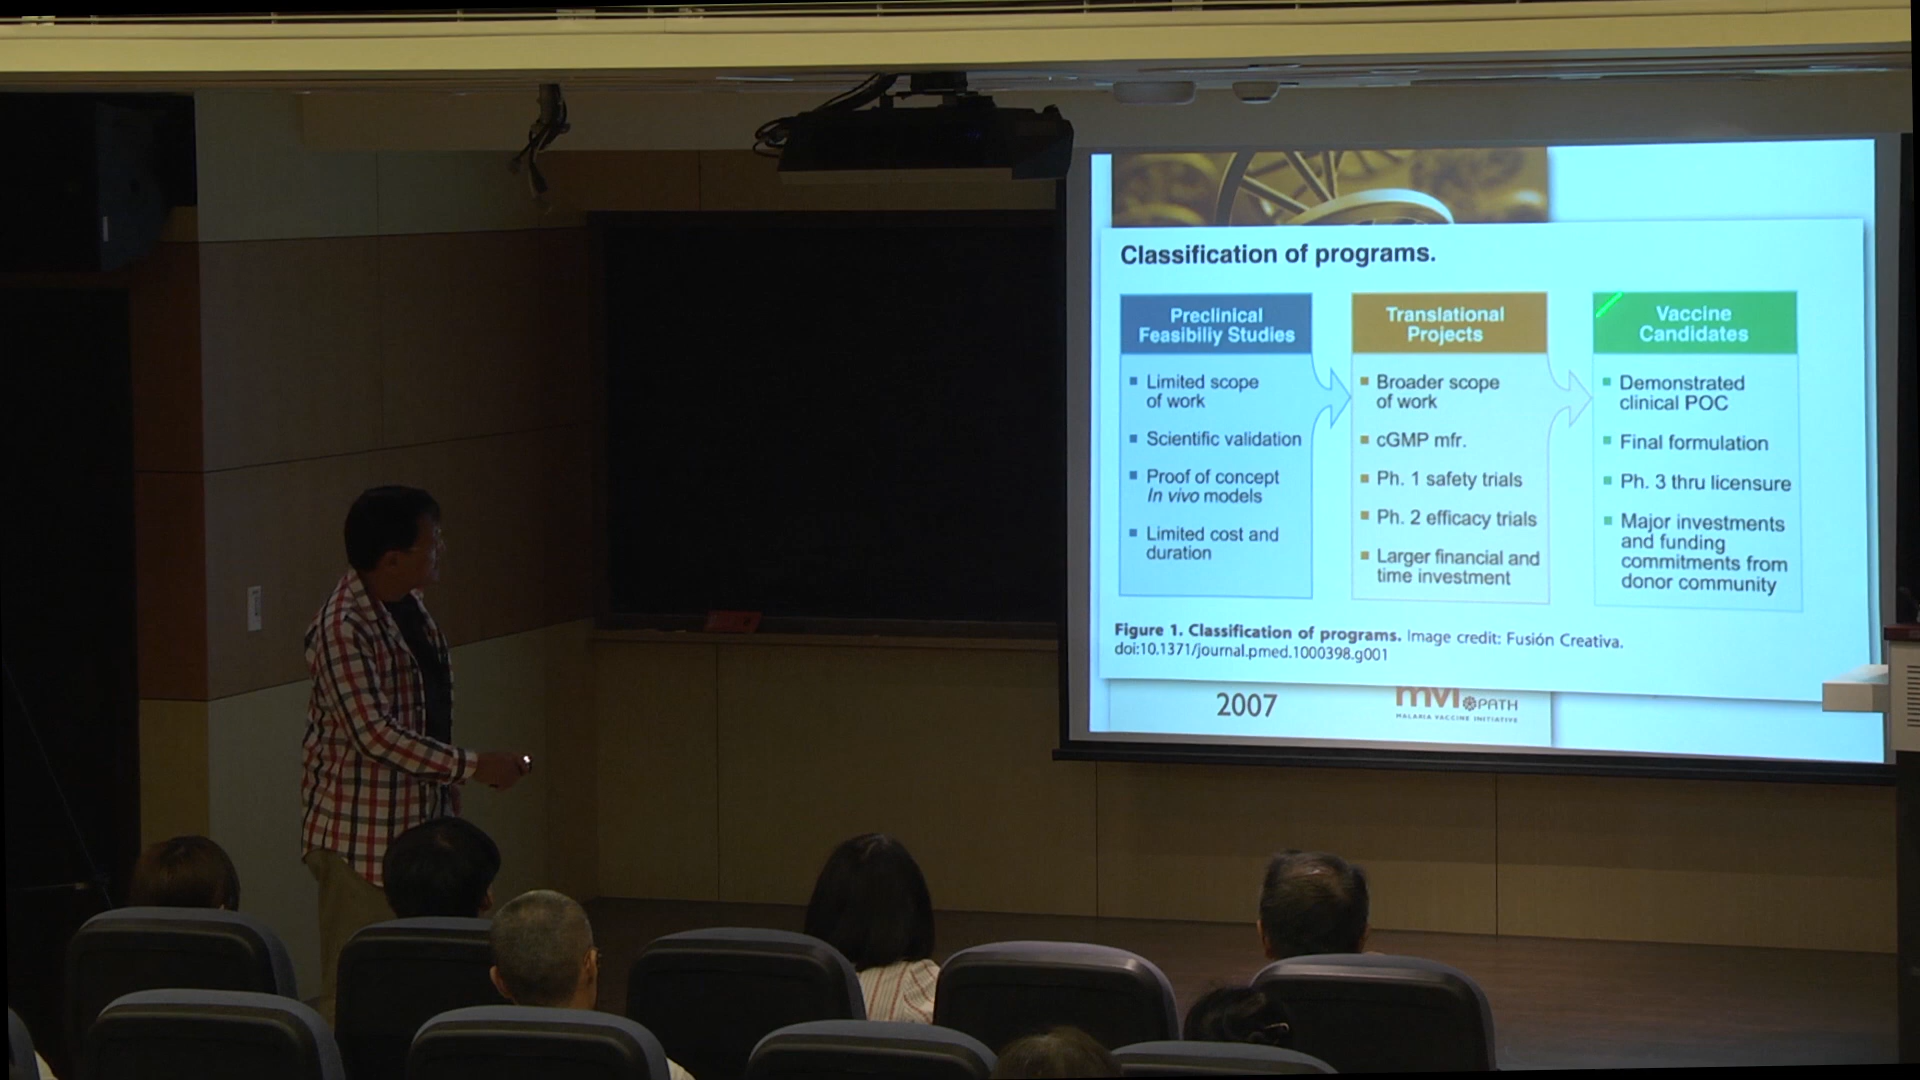 Classification of programs.
Preclinical
Feasibiliy Studies
Limited scope
of work
Scientific validation
Proof of concept
In vivo models
Limited cost and
duration
Translational
Projects
Broader scope
of work
cGMP mfr.
Ph. 1 safety trials
Ph. 2 efficacy trials
Larger financial and
time investment
Vaccine
Candidates
Demonstrated
clinical POC
Final formulation
Ph. 3 thru licensure
Major investments
and funding
commitments from
donor community
Figure 1. Classification of programs. Image credit: Fusión Creativa.
doi:10.1371/journal.pmed.1000398.g001
2007
mvi PATH
MALARIA VACCINE INITIATIVE